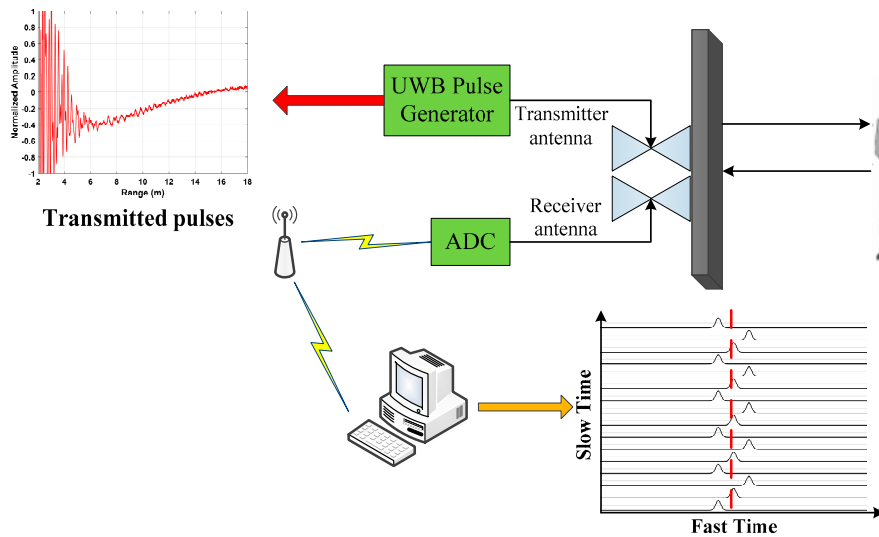 1
0.8
0.6
0.4
0.2
0
-0.2
-0.4
-0.6
-0.8
-1
Normalized Amplitude
2 4 6 8 10 12 14 16 18
Range (m)
Transmitted pulses
UWB Pulse
Generator
Transmitter
antenna
Receiver
antenna
ADC
Slow Time
Fast Time